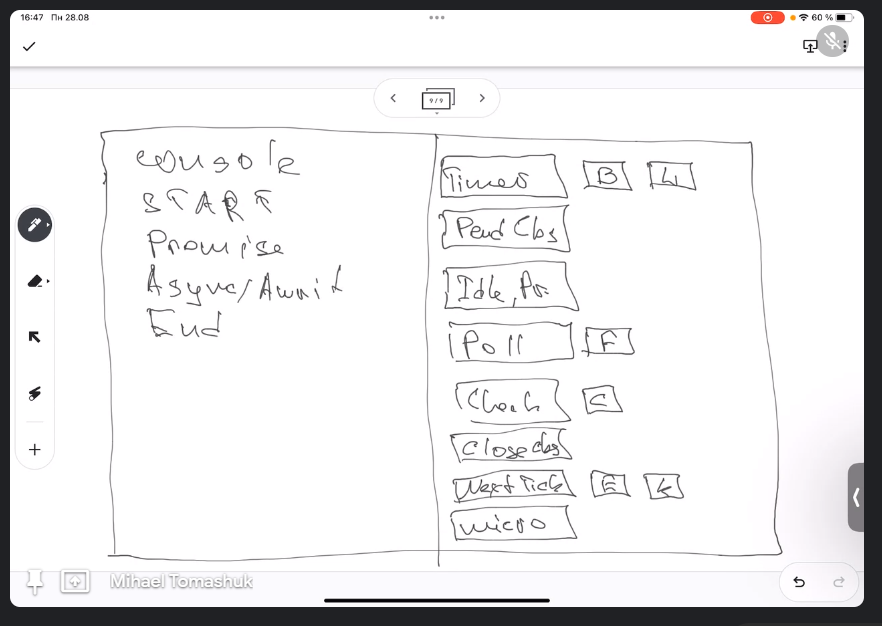 16:47 Пн 28.08 60 %
9/9
console
START
Promise
Async/Await
End
Timers B L
Pend Cbs
Idle, Pr.
Poll F
Check C
Close cbs
Next Tick E K
micro
Mihael Tomashuk